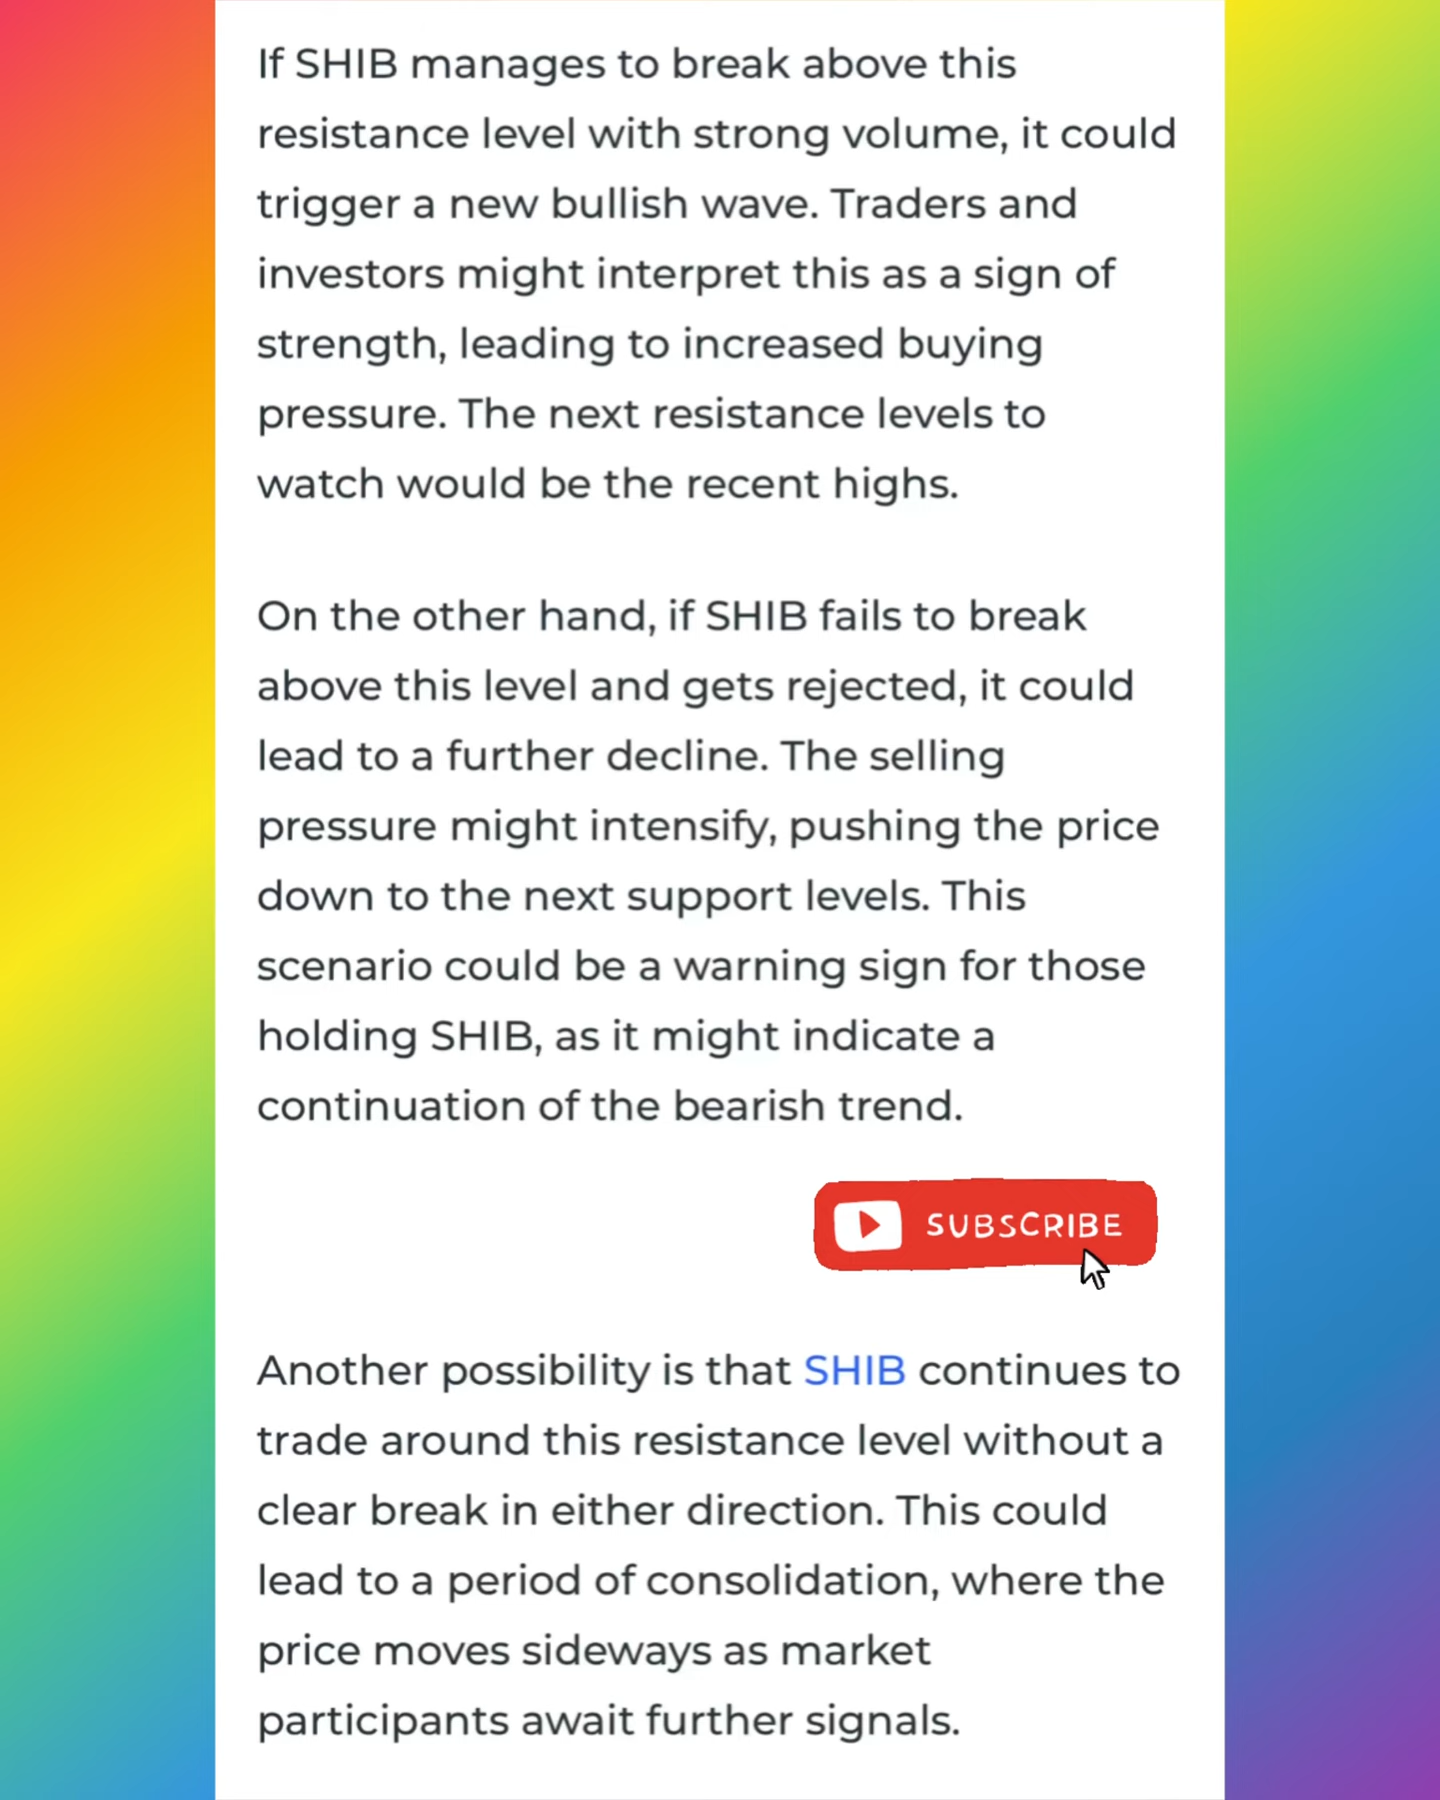 If SHIB manages to break above this
resistance level with strong volume, it could
trigger a new bullish wave. Traders and
investors might interpret this as a sign of
strength, leading to increased buying
pressure. The next resistance levels to
watch would be the recent highs.
On the other hand, if SHIB fails to break
above this level and gets rejected, it could
lead to a further decline. The selling
pressure might intensify, pushing the price
down to the next support levels. This
scenario could be a warning sign for those
holding SHIB, as it might indicate a
continuation of the bearish trend.
SUBSCRIBE
Another possibility is that SHIB continues to
trade around this resistance level without a
clear break in either direction. This could
lead to a period of consolidation, where the
price moves sideways as market
participants await further signals.